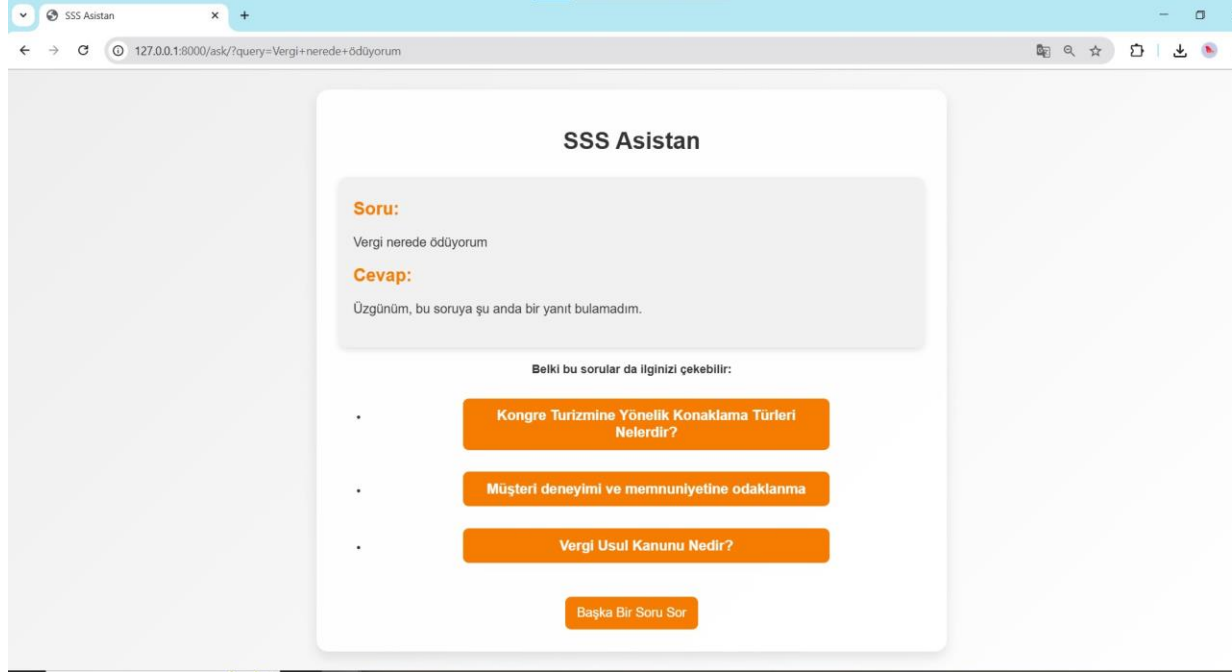 SSS Asistan
127.0.0.1:8000/ask/?query=Vergi+nerede+ödüyorum
SSS Asistan
Soru:
Vergi nerede ödüyorum
Cevap:
Üzgünüm, bu soruya şu anda bir yanıt bulamadım.
Belki bu sorular da ilginizi çekebilir:
Kongre Turizmine Yönelik Konaklama Türleri
Nelerdir?
Müşteri deneyimi ve memnuniyetine odaklanma
Vergi Usul Kanunu Nedir?
Başka Bir Soru Sor